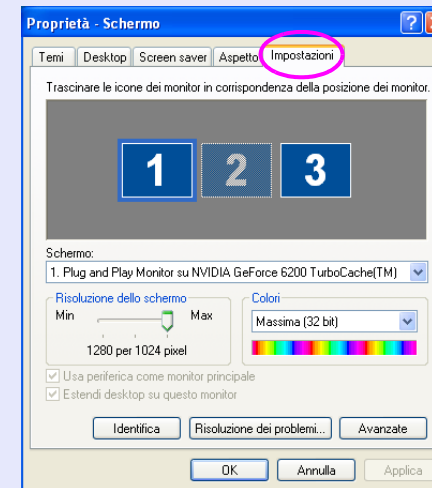 Proprietà - Schermo
Temi Desktop Screen saver Aspetto Impostazioni
Trascinare le icone dei monitor in corrispondenza della posizione dei monitor.
1 2 3
Schermo:
1. Plug and Play Monitor su NVIDIA GeForce 6200 TurboCache(TM)
Risoluzione dello schermo
Min Max
1280 per 1024 pixel
Colori
Massima (32 bit)
Usa periferica come monitor principale
Estendi desktop su questo monitor
Identifica Risoluzione dei problemi... Avanzate
OK Annulla Applica